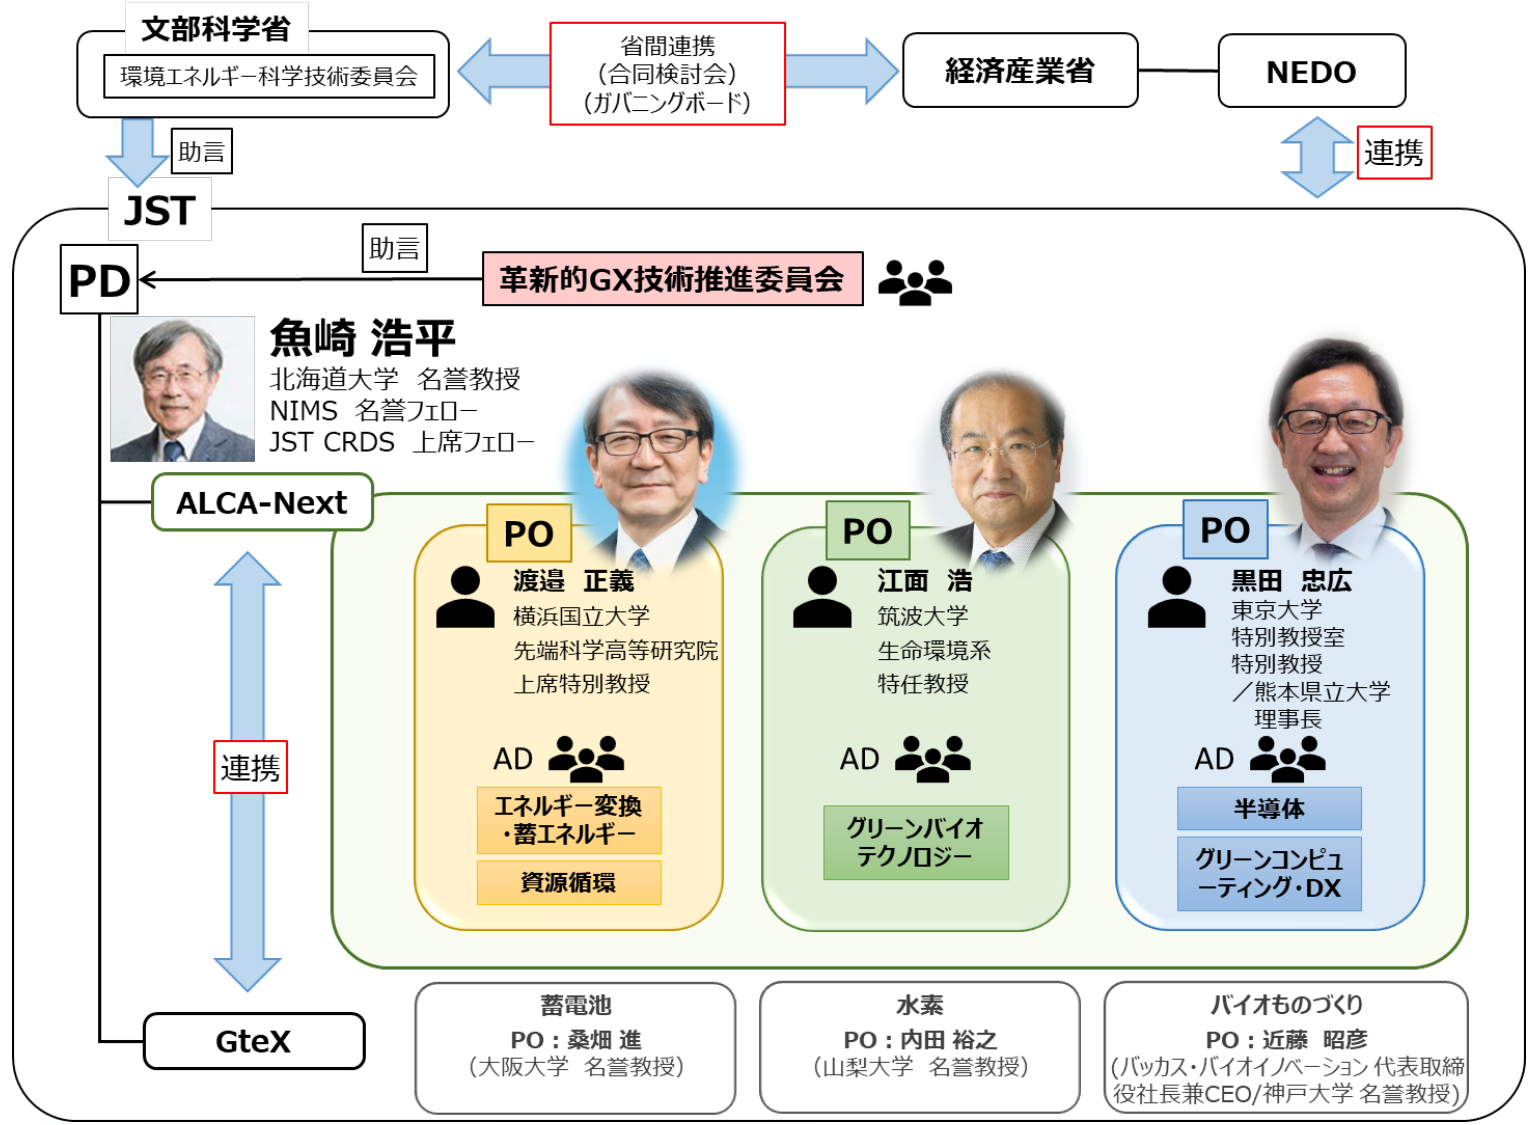 文部科学省
環境エネルギー科学技術委員会
省間連携
（合同検討会）
（ガバニングボード）
経済産業省
NEDO
助言
連携
JST
PD
助言
革新的GX技術推進委員会
魚崎 浩平
北海道大学　名誉教授
NIMS　名誉フェロー
JST CRDS　上席フェロー
ALCA-Next
PO
渡邉　正義
横浜国立大学
先端科学高等研究院
上席特別教授
AD
エネルギー変換
・蓄エネルギー
資源循環
PO
江面　浩
筑波大学
生命環境系
特任教授
AD
グリーンバイオ
テクノロジー
PO
黒田　忠広
東京大学
特別教授室
特別教授
／熊本県立大学
理事長
AD
半導体
グリーンコンピュ
ーティング・DX
連携
GteX
蓄電池
PO：桑畑 進
（大阪大学　名誉教授）
水素
PO：内田 裕之
（山梨大学　名誉教授）
バイオものづくり
PO：近藤　昭彦
（バッカス・バイオイノベーション 代表取締
役社長兼CEO/神戸大学 名誉教授）